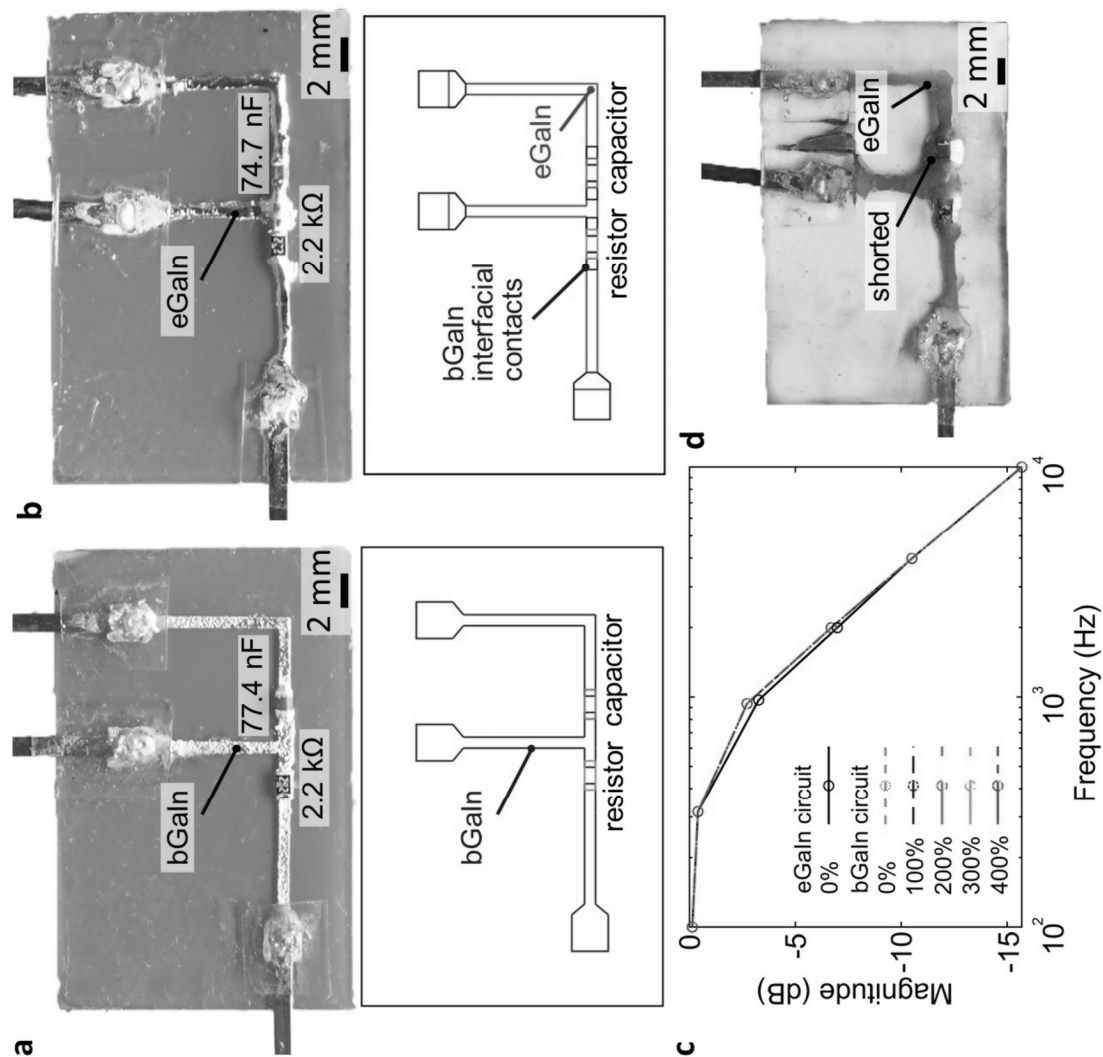 a
bGaIn
77.4 nF
2.2 kΩ
2 mm
bGaIn
resistor capacitor
b
eGaIn
74.7 nF
2.2 kΩ
2 mm
bGaIn
interfacial
contacts
eGaIn
resistor capacitor
c
Magnitude (dB)
0
-5
-10
-15
10²
10³
10⁴
Frequency (Hz)
eGaIn circuit
0%
bGaIn circuit
0%
100%
200%
300%
400%
d
shorted
eGaIn
2 mm